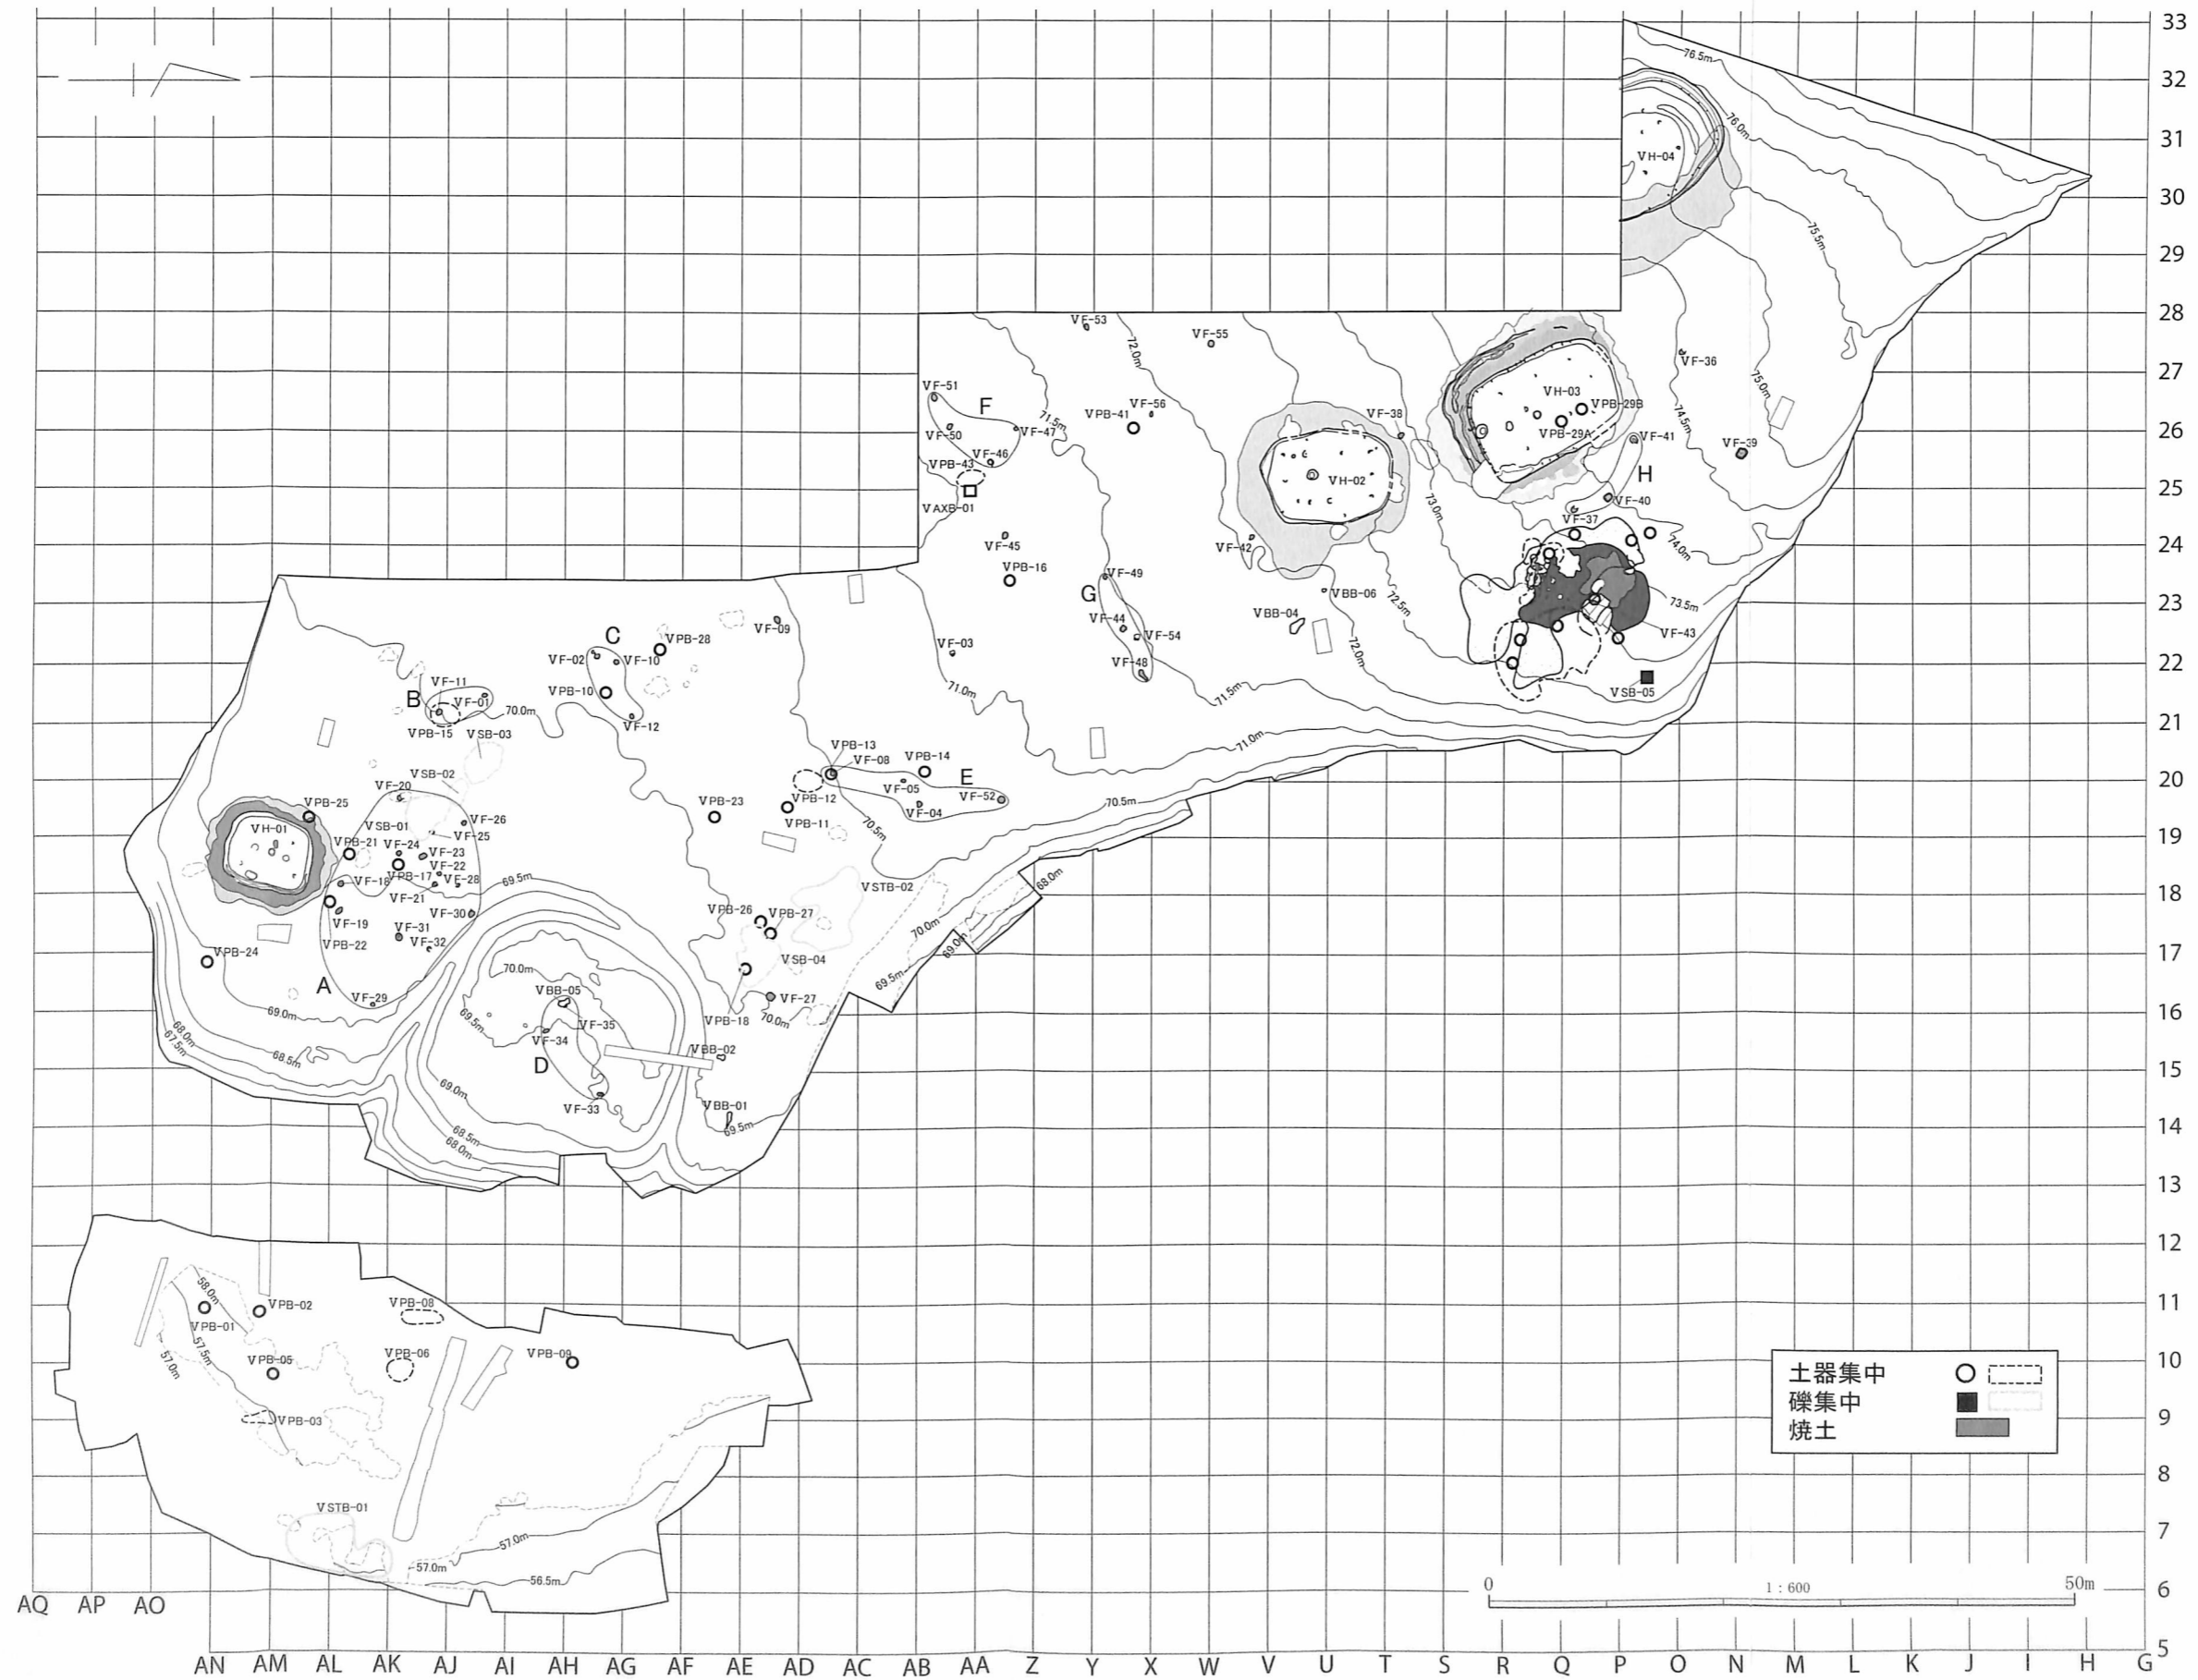 33
76.5m
32
76.0m
VH-04
31
30
75.5m
29
28
VF-53
VF-55
72.0m
VF-36
27
VF-51
F
VF-56
VPB-41
71.5m
VF-38
VH-03
VPB-29B
VPB-29A
75.0m
74.5m
VF-50
VF-47
VF-41
VF-39
26
VF-46
VPB-43
VH-02
H
VAXB-01
73.0m
VF-40
25
VF-37
VF-45
VF-42
74.0m
24
VPB-16
VF-49
G
VBB-06
72.5m
73.5m
23
VF-44
VBB-04
VF-09
C
VPB-28
VF-54
VF-43
VF-02
VF-10
VF-03
VF-48
72.0m
22
VF-11
VPB-10
71.0m
71.5m
VSB-05
B
VF-01
70.0m
VF-12
VPB-15
VSB-03
21
VPB-13
VF-08
VPB-14
71.0m
VSB-02
E
20
VF-20
VF-05
VF-52
VPB-25
VPB-23
VPB-12
VF-04
70.5m
VH-01
VSB-01
VF-26
VPB-11
70.5m
VPB-21
VF-25
19
VF-24
VF-23
VF-22
VF-18
VPB-17
VF-28
69.5m
VSTB-02
68.0m
VF-21
18
VF-19
VF-30
VPB-26
VPB-27
VF-31
70.0m
VPB-22
VF-32
VPB-24
69.0m
17
A
VSB-04
70.0m
69.5m
VF-29
VBB-05
VF-27
69.0m
VPB-18
70.0m
16
69.5m
VF-35
68.0m
67.5m
VF-34
68.5m
VBB-02
D
15
69.0m
VF-33
VBB-01
68.5m
69.5m
14
68.0m
13
12
58.0m
VPB-02
VPB-08
11
VPB-01
57.5m
VPB-05
VPB-06
VPB-09
57.0m
10
土器集中
礫集中
VPB-03
9
焼土
8
VSTB-01
7
57.0m
57.0m
56.5m
0
1:600
50m
6
AQ AP AO
5
AN AM AL AK AJ AI AH AG AF AE AD AC AB AA Z Y X W V U T S R Q P O N M L K J I H G